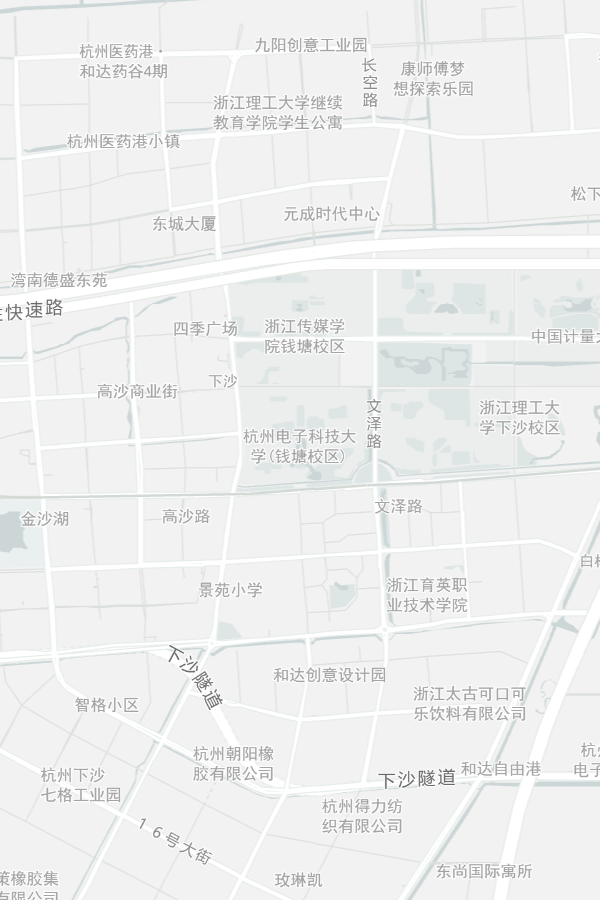 九阳创意工业园
杭州医药港·
和达药谷4期
长空路
康师傅梦
想探索乐园
浙江理工大学继续
教育学院学生公寓
杭州医药港小镇
松下
东城大厦
元成时代中心
湾南德盛东苑
快速路
四季广场
浙江传媒学
院钱塘校区
中国计量大
高沙商业街
下沙
文泽路
浙江理工大
学下沙校区
杭州电子科技大
学(钱塘校区)
金沙湖
高沙路
文泽路
景苑小学
浙江育英职
业技术学院
下沙隧道
和达创意设计园
智格小区
浙江太古可口可
乐饮料有限公司
杭州朝阳橡
胶有限公司
杭州下沙
七格工业园
下沙隧道
和达自由港
杭州
电子
杭州得力纺
织有限公司
16号大街
策橡胶集
有限公司
玫琳凯
东尚国际寓所